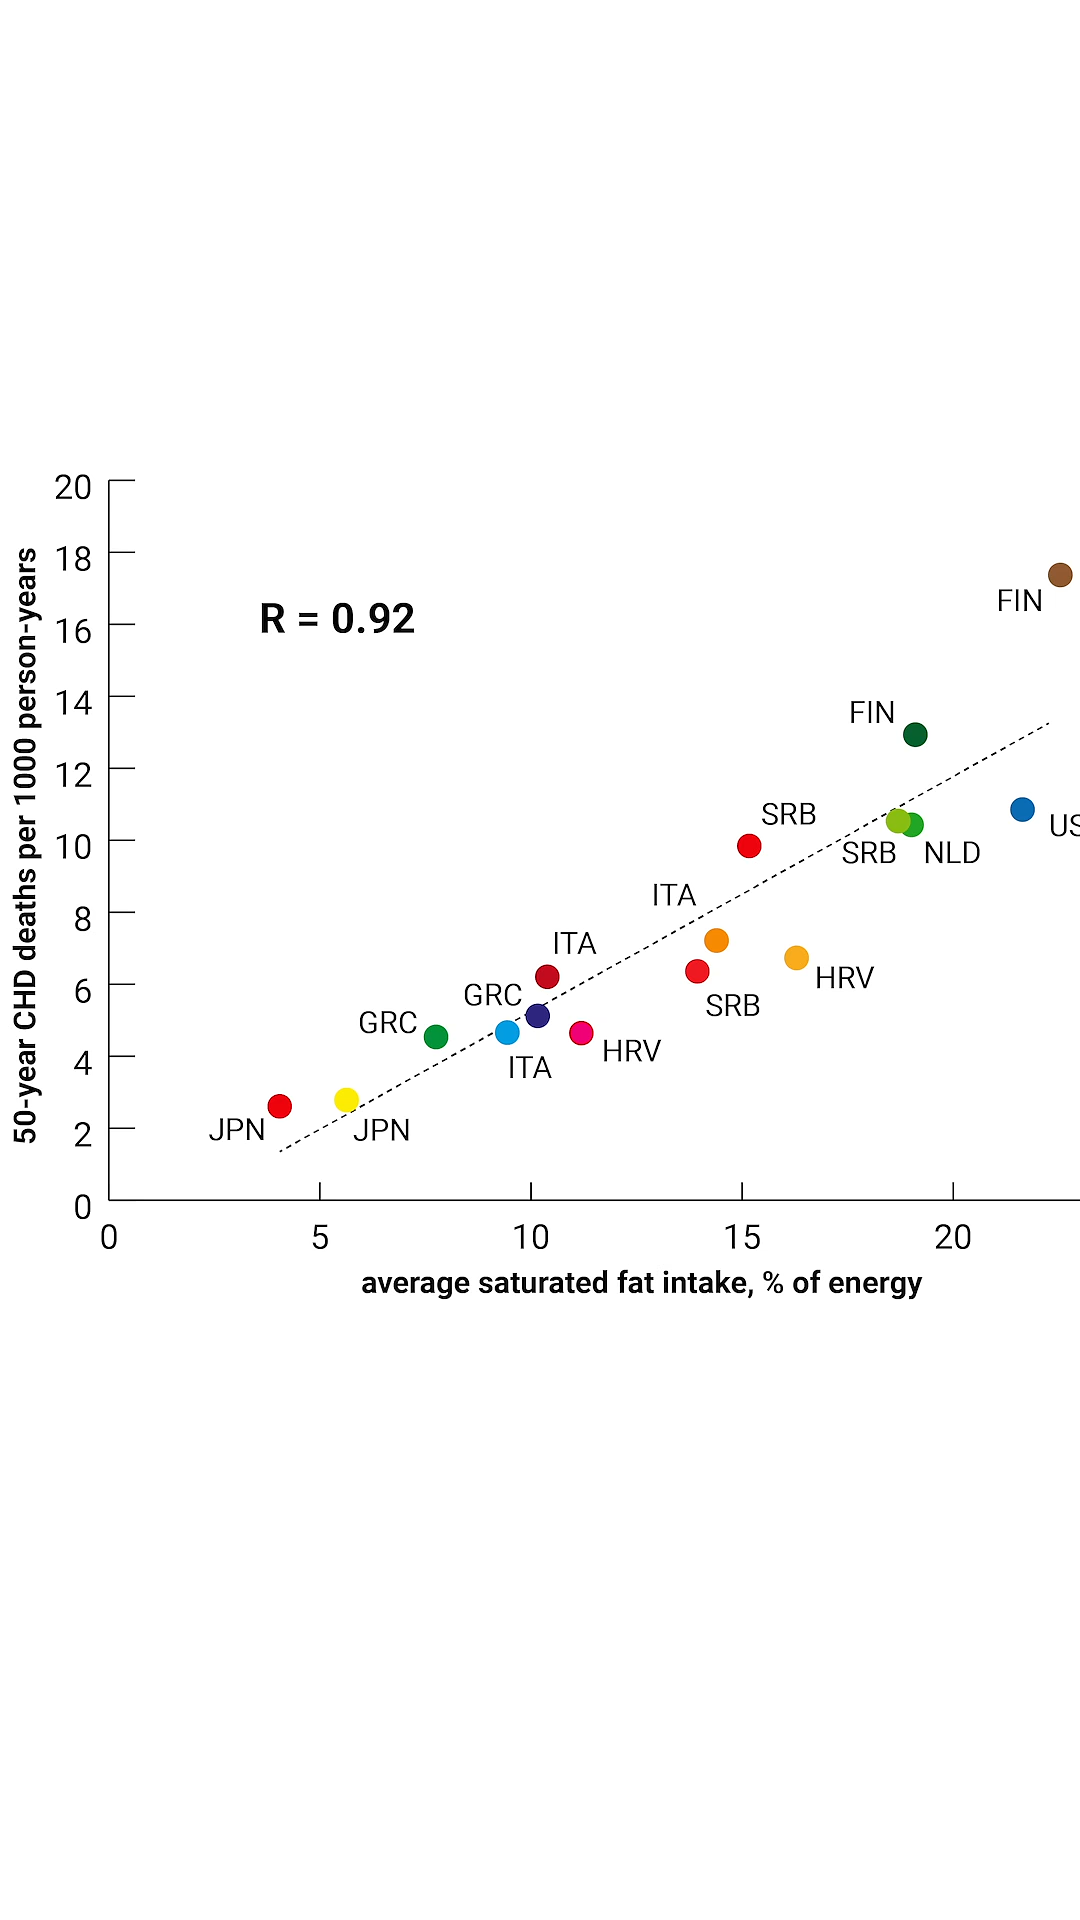 20
18
16
14
12
10
8
6
4
2
0
50-year CHD deaths per 1000 person-years
R = 0.92
FIN
FIN
US
SRB
SRB
NLD
ITA
ITA
HRV
GRC
SRB
GRC
HRV
ITA
JPN
JPN
0
5
10
15
20
average saturated fat intake, % of energy